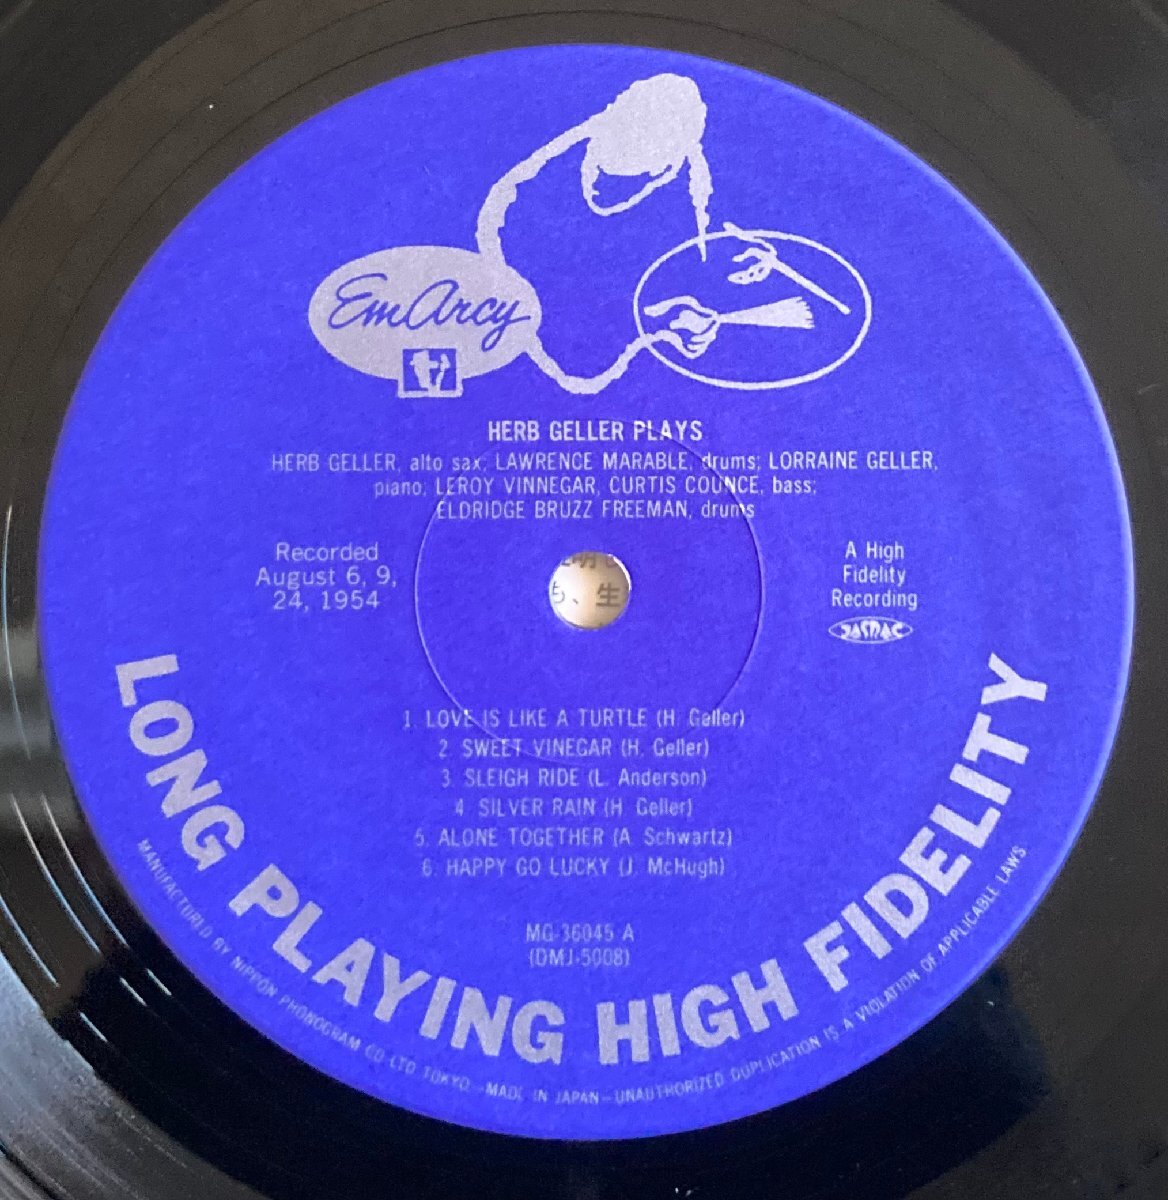 EmArcy
HERB GELLER PLAYS
HERB GELLER, alto sax; LAWRENCE MARABLE, drums; LORRAINE GELLER,
piano; LEROY VINNEGAR, CURTIS COUNCE, bass;
ELDRIDGE BRUZZ FREEMAN, drums
Recorded
August 6, 9,
24, 1954
A High
Fidelity
Recording
JASRAC
生
1. LOVE IS LIKE A TURTLE (H. Geller)
2. SWEET VINEGAR (H. Geller)
3. SLEIGH RIDE (L. Anderson)
4. SILVER RAIN (H. Geller)
5. ALONE TOGETHER (A. Schwartz)
6. HAPPY GO LUCKY (J. McHugh)
MG-36045 A
(DMJ-5008)
LONG PLAYING HIGH FIDELITY
MANUFACTURED BY NIPPON PHONOGRAM CO LTD TOKYO—MADE IN JAPAN—UNAUTHORIZED DUPLICATION IS A VIOLATION OF APPLICABLE LAWS